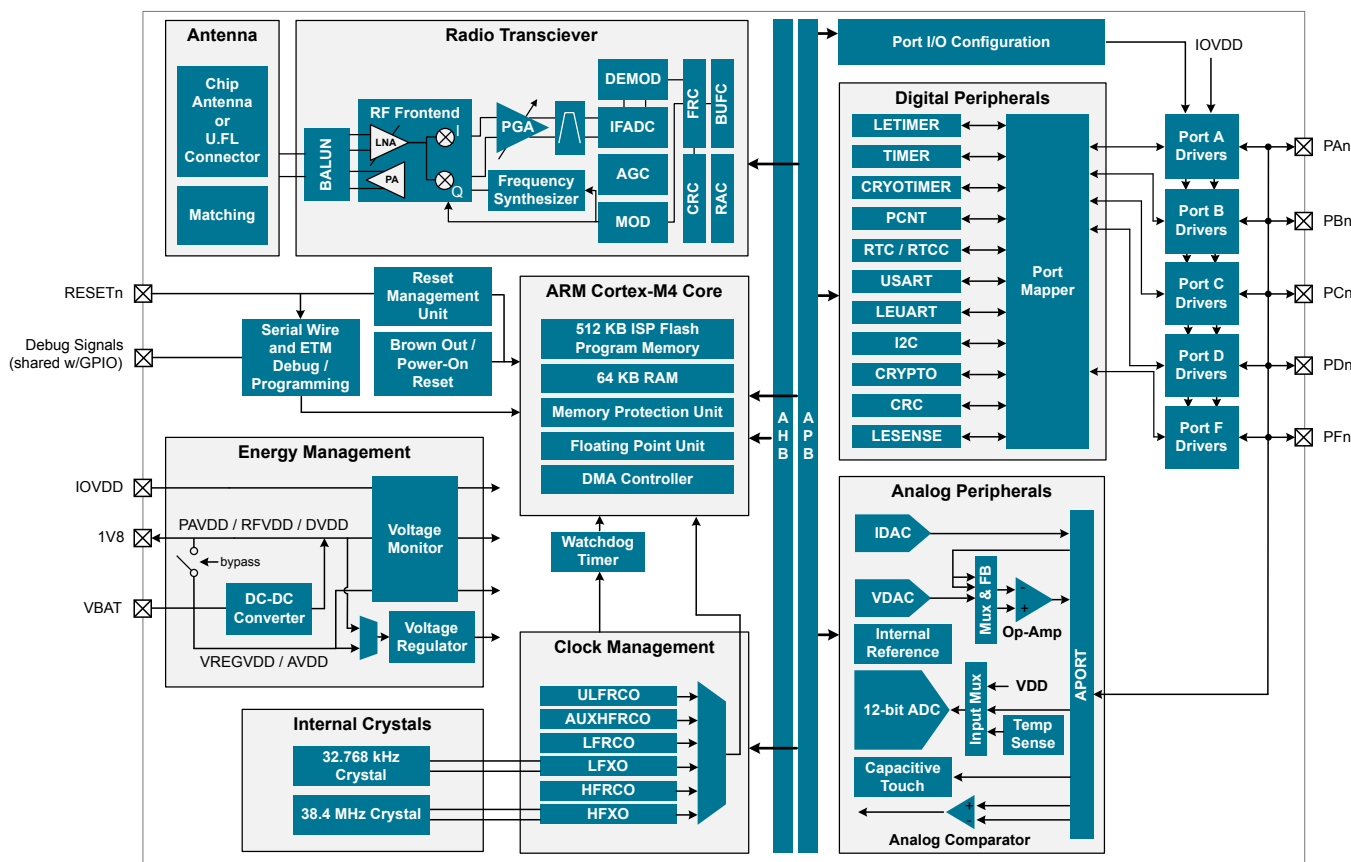 Antenna
Chip
Antenna
or
U.FL
Connector
Matching
Radio Transciever
BALUN
RF Frontend
LNA
PA
I
Q
PGA
DEMOD
IFADC
AGC
MOD
Frequency
Synthesizer
FRC
BUFC
CRC
RAC
AHB
APB
Port I/O Configuration
IOVDD
Digital Peripherals
LETIMER
TIMER
CRYOTIMER
PCNT
RTC / RTCC
USART
LEUART
I2C
CRYPTO
CRC
LESENSE
Port
Mapper
Port A
Drivers
Port B
Drivers
Port C
Drivers
Port D
Drivers
Port F
Drivers
PAn
PBn
PCn
PDn
PFn
RESETn
Debug Signals
(shared w/GPIO)
Reset
Management
Unit
Serial Wire
and ETM
Debug /
Programming
Brown Out /
Power-On
Reset
ARM Cortex-M4 Core
512 KB ISP Flash
Program Memory
64 KB RAM
Memory Protection Unit
Floating Point Unit
DMA Controller
Energy Management
IOVDD
1V8
VBAT
PAVDD / RFVDD / DVDD
bypass
DC-DC
Converter
VREGVDD / AVDD
Voltage
Monitor
Voltage
Regulator
Watchdog
Timer
Clock Management
ULFRCO
AUXHFRCO
LFRCO
LFXO
HFRCO
HFXO
Internal Crystals
32.768 kHz
Crystal
38.4 MHz Crystal
Analog Peripherals
IDAC
VDAC
Mux & FB
-
+
Op-Amp
Internal
Reference
12-bit ADC
Input Mux
VDD
Temp
Sense
Capacitive
Touch
+
-
Analog Comparator
APORT